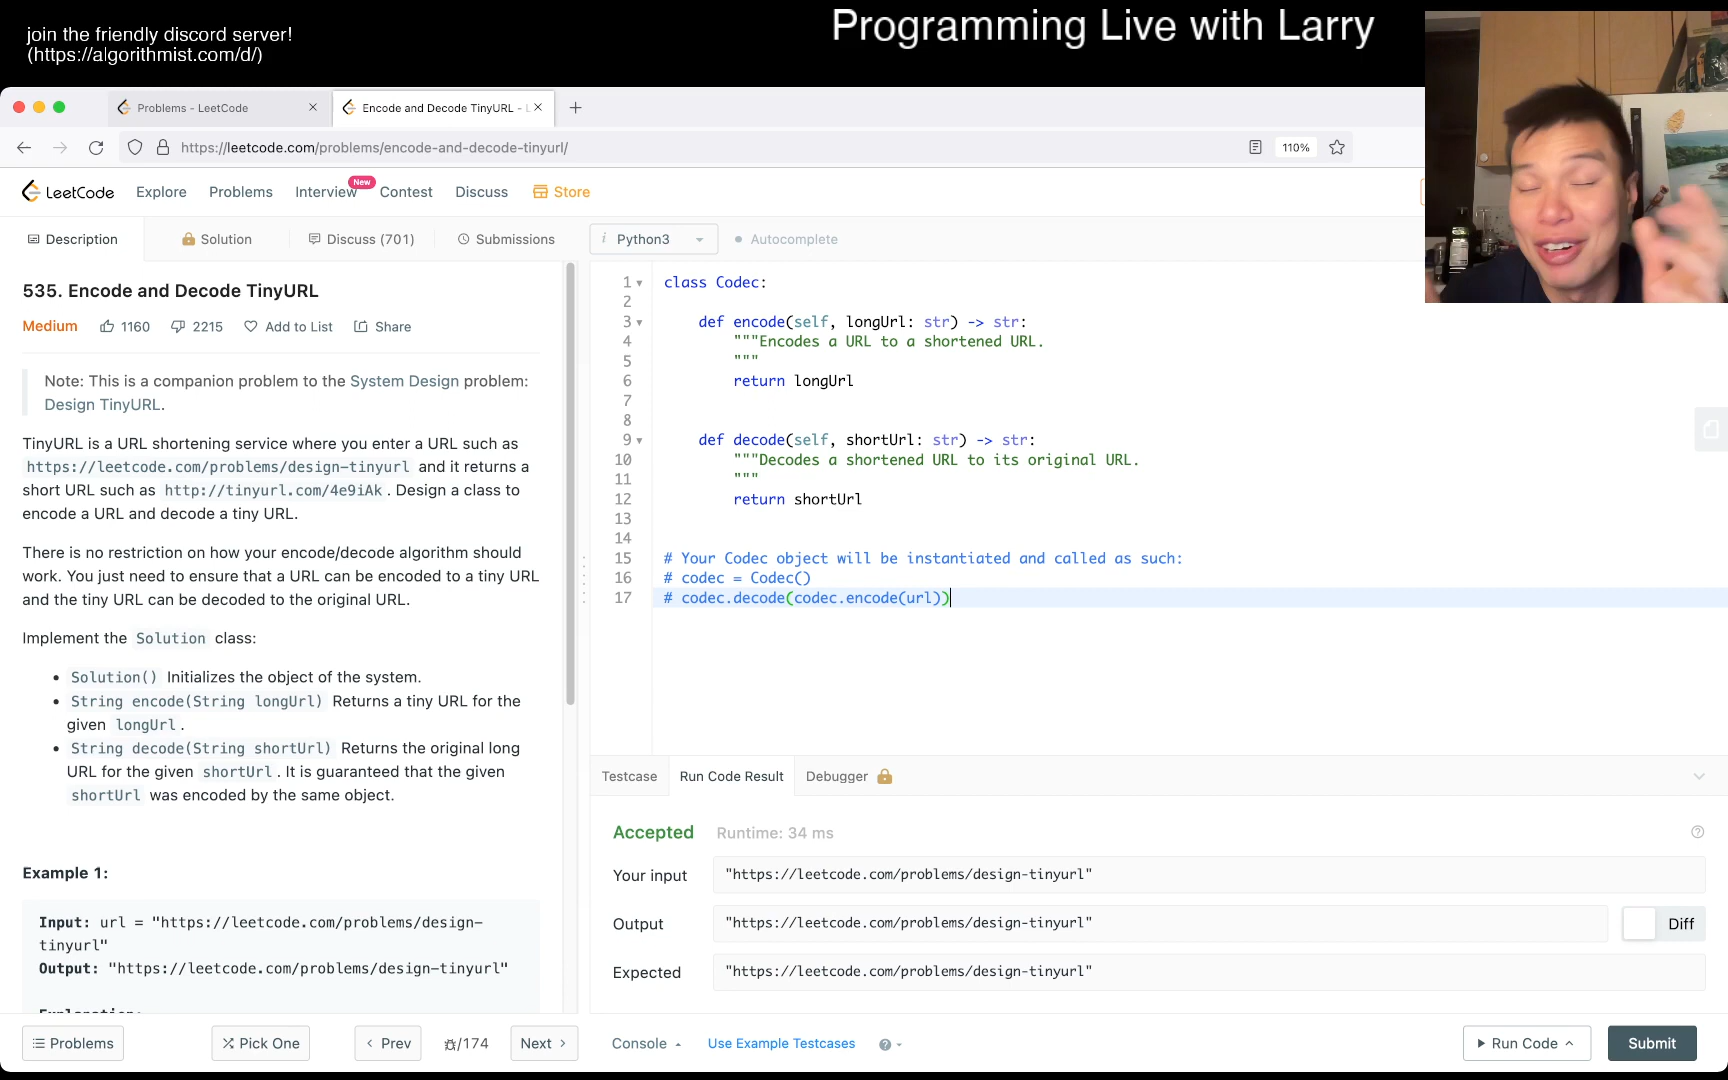 join the friendly discord server!
(https://algorithmist.com/d/)
Programming Live with Larry
Problems - LeetCode
Encode and Decode TinyURL - L
https://leetcode.com/problems/encode-and-decode-tinyurl/
110%
LeetCode
Explore
Problems
Interview
New
Contest
Discuss
Store
Description
Solution
Discuss (701)
Submissions
i Python3
Autocomplete
535. Encode and Decode TinyURL
Medium
1160
2215
Add to List
Share
Note: This is a companion problem to the System Design problem:
Design TinyURL.
TinyURL is a URL shortening service where you enter a URL such as
https://leetcode.com/problems/design-tinyurl and it returns a
short URL such as http://tinyurl.com/4e9iAk. Design a class to
encode a URL and decode a tiny URL.
There is no restriction on how your encode/decode algorithm should
work. You just need to ensure that a URL can be encoded to a tiny URL
and the tiny URL can be decoded to the original URL.
Implement the Solution class:
• Solution() Initializes the object of the system.
• String encode(String longUrl) Returns a tiny URL for the
given longUrl.
• String decode(String shortUrl) Returns the original long
URL for the given shortUrl. It is guaranteed that the given
shortUrl was encoded by the same object.
Example 1:
Input: url = "https://leetcode.com/problems/design-
tinyurl"
Output: "https://leetcode.com/problems/design-tinyurl"
Explanation:
1 class Codec:
2
3 def encode(self, longUrl: str) -> str:
4 """Encodes a URL to a shortened URL.
5 """
6 return longUrl
7
8
9 def decode(self, shortUrl: str) -> str:
10 """Decodes a shortened URL to its original URL.
11 """
12 return shortUrl
13
14
15 # Your Codec object will be instantiated and called as such:
16 # codec = Codec()
17 # codec.decode(codec.encode(url))
Testcase
Run Code Result
Debugger
Accepted
Runtime: 34 ms
Your input
"https://leetcode.com/problems/design-tinyurl"
Output
"https://leetcode.com/problems/design-tinyurl"
Diff
Expected
"https://leetcode.com/problems/design-tinyurl"
Problems
Pick One
Prev
/174
Next
Console
Use Example Testcases
Run Code
Submit